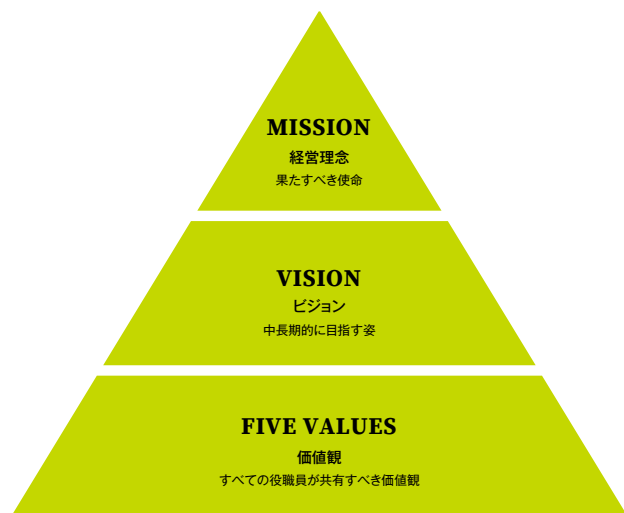 MISSION
経営理念
果たすべき使命
VISION
ビジョン
中長期的に目指す姿
FIVE VALUES
価値観
すべての役職員が共有すべき価値観